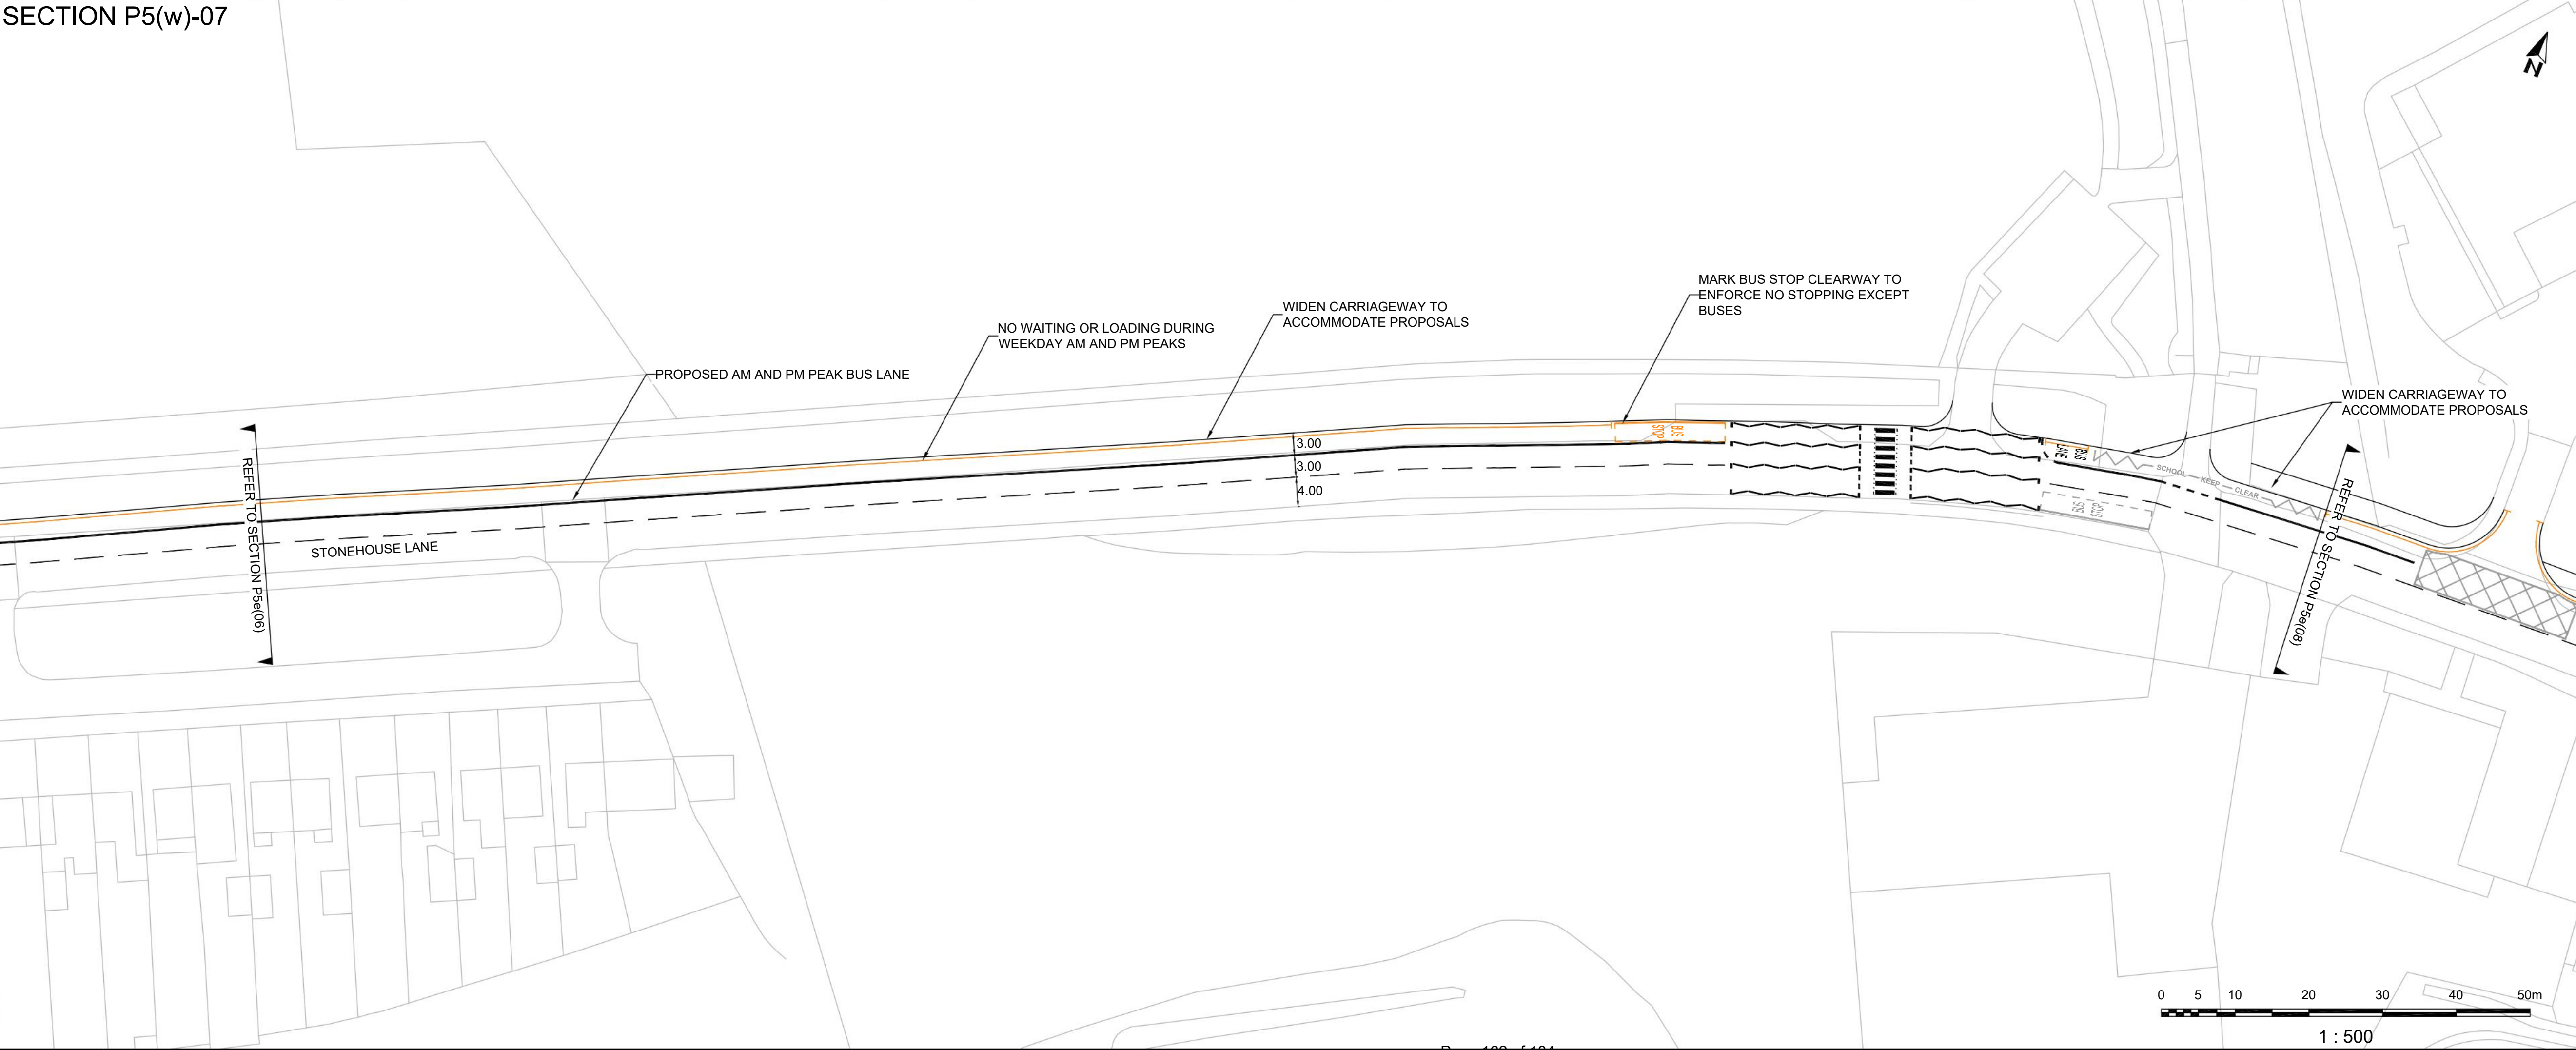 SECTION P5(w)-07
N
MARK BUS STOP CLEARWAY TO
ENFORCE NO STOPPING EXCEPT
BUSES
WIDEN CARRIAGEWAY TO
ACCOMMODATE PROPOSALS
NO WAITING OR LOADING DURING
WEEKDAY AM AND PM PEAKS
PROPOSED AM AND PM PEAK BUS LANE
WIDEN CARRIAGEWAY TO
ACCOMMODATE PROPOSALS
REFER TO SECTION P5e(06)
STONEHOUSE LANE
3.00
3.00
4.00
BUS
STOP
BUS
LANE
SCHOOL KEEP CLEAR
BUS
STOP
REFER TO SECTION P5e(08)
0 5 10 20 30 40 50m
1 : 500